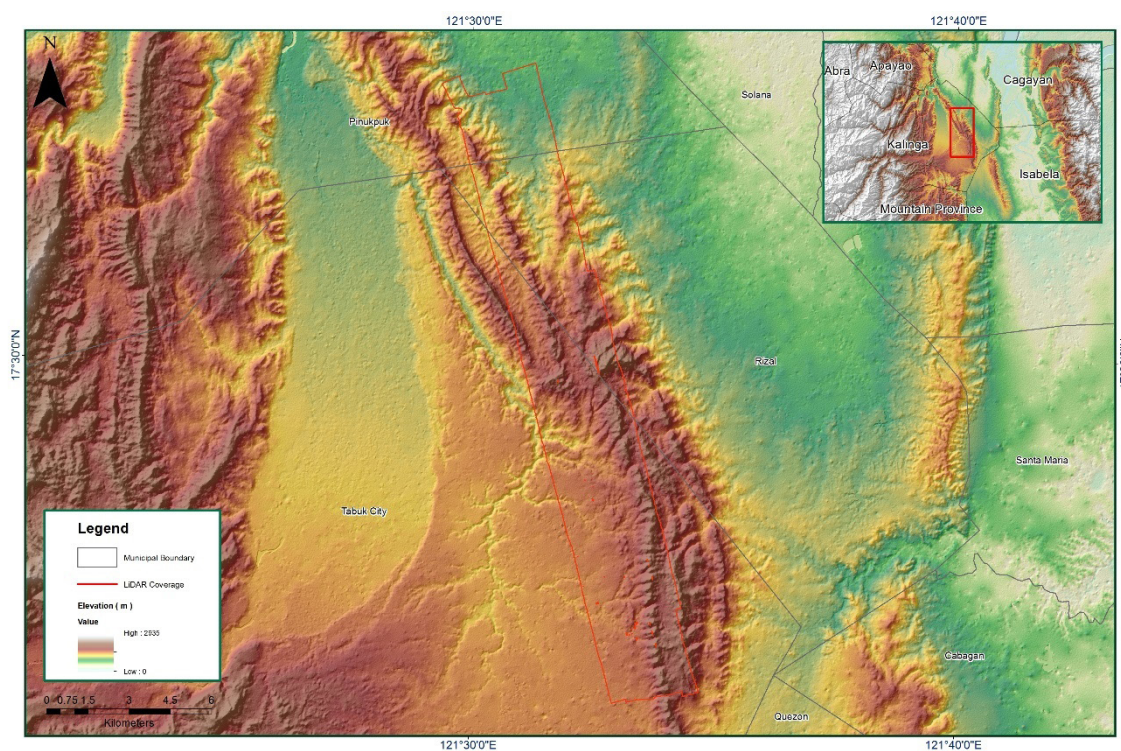 121°30'0"E
121°40'0"E
N
Solana
Pinukpuk
Abra
Apayao
Cagayan
Kalinga
Isabela
Mountain Province
17°30'0"N
Rizal
Santa Maria
Tabuk City
Cabagan
Quezon
Legend
Municipal Boundary
LiDAR Coverage
Elevation ( m )
Value
High : 2035
Low : 0
0 0.75 1.5 3 4.5 6
Kilometers
121°30'0"E
121°40'0"E